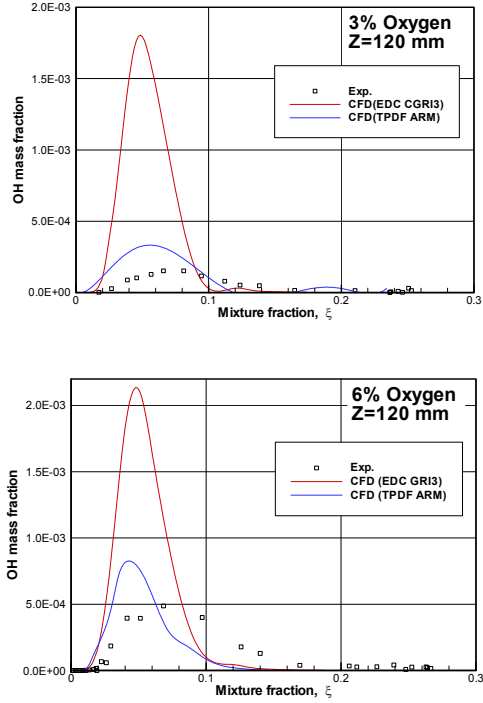 2.0E-03
3% Oxygen
Z=120 mm
1.5E-03
Exp.
CFD(EDC CGRI3)
CFD(TPDF ARM)
OH mass fraction
1.0E-03
5.0E-04
0.0E+00
0 0.1 0.2 0.3
Mixture fraction, ξ
6% Oxygen
Z=120 mm
2.0E-03
Exp.
CFD (EDC GRI3)
CFD (TPDF ARM)
1.5E-03
OH mass fraction
1.0E-03
5.0E-04
0.0E+00
0 0.1 0.2 0.3
Mixture fraction, ξ